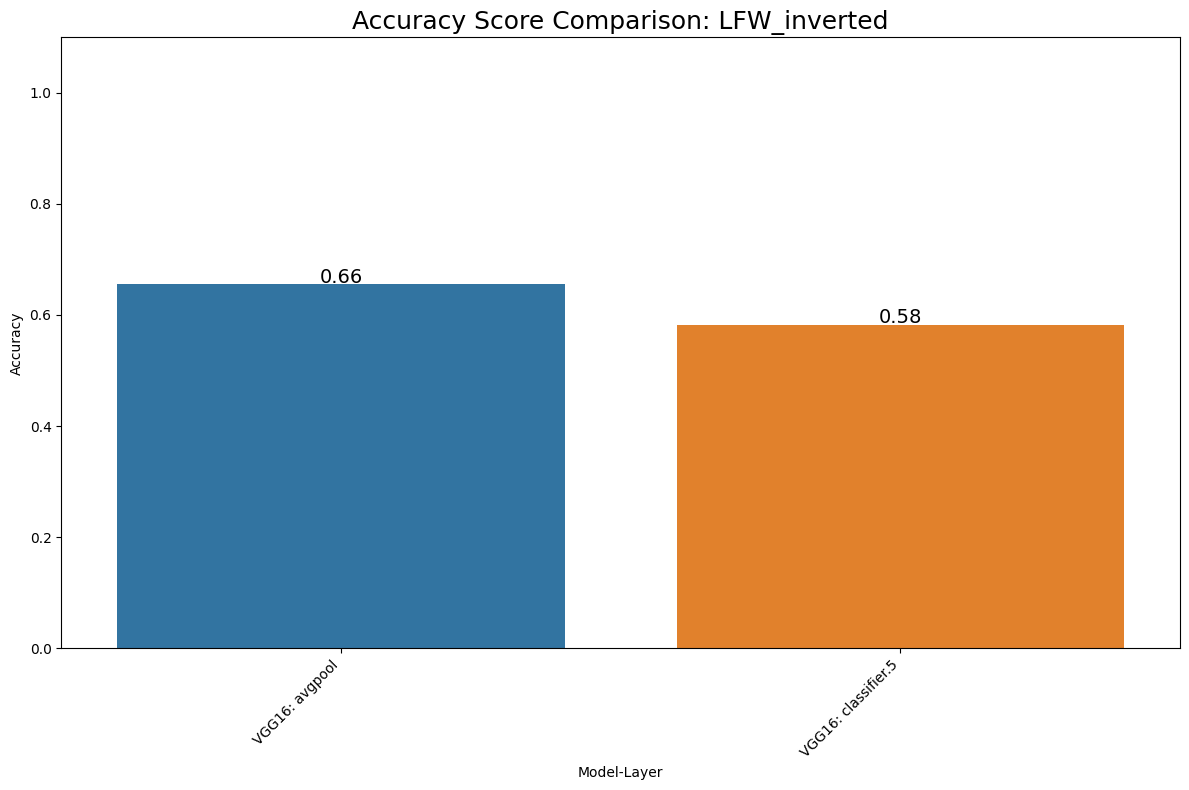 Accuracy Score Comparison: LFW_inverted
1.0
0.8
0.6
0.4
0.2
0.0
Accuracy
0.66
0.58
VGG16: avgpool
VGG16: classifier.5
Model-Layer